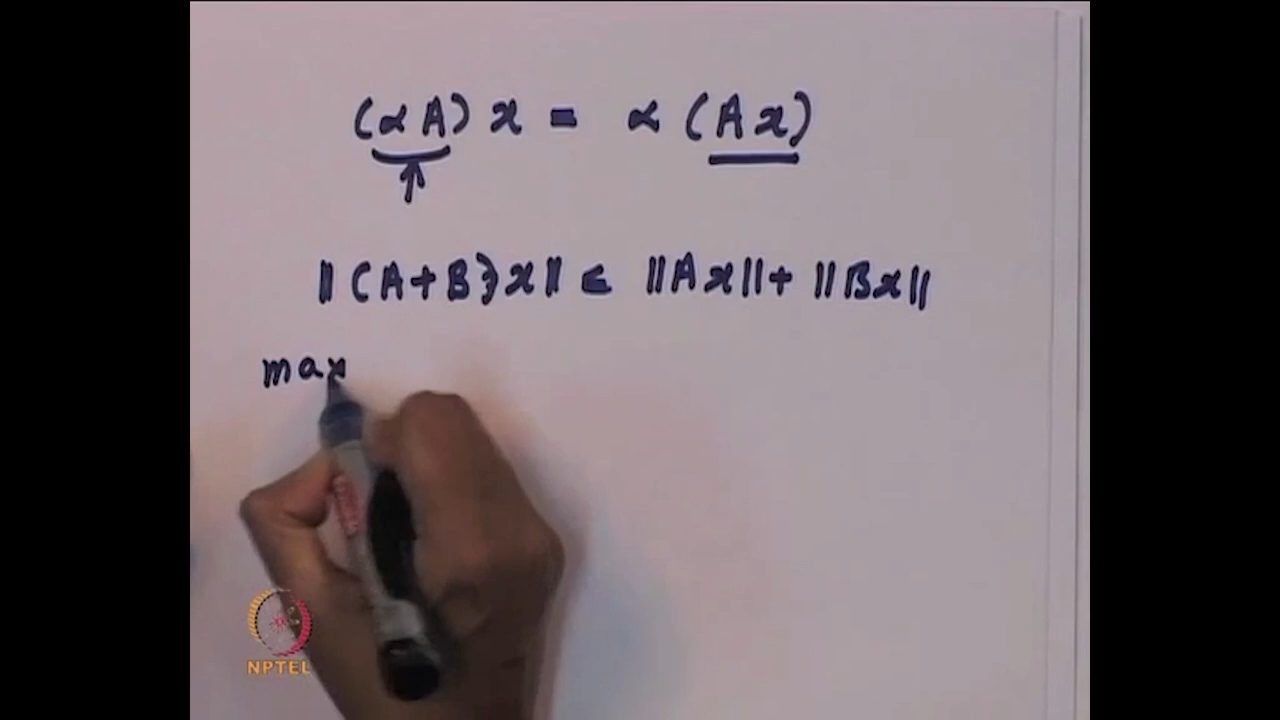 (αA)x = α(Ax)
‖(A+B)x‖ ≤ ‖Ax‖ + ‖Bx‖
max
NPTEL